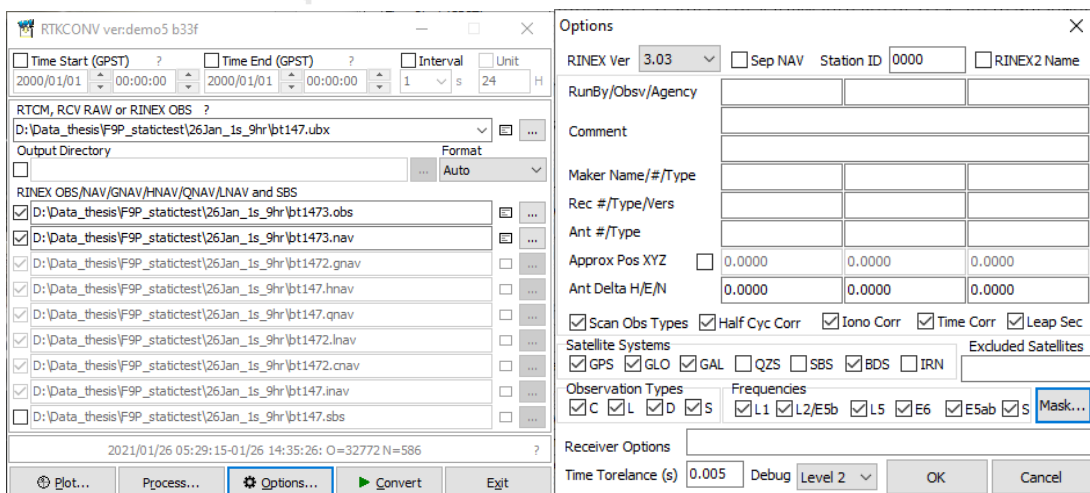 RTKCONV ver:demo5 b33f
Time Start (GPST) ? Time End (GPST) ? Interval Unit
2000/01/01 00:00:00 2000/01/01 00:00:00 1 s 24 H
RTCM, RCV RAW or RINEX OBS ?
D:\Data_thesis\F9P_statictest\26Jan_1s_9hr\bt147.ubx ...
Output Directory Format
... Auto
RINEX OBS/NAV/GNAV/HNAV/QNAV/LNAV and SBS
D:\Data_thesis\F9P_statictest\26Jan_1s_9hr\bt1473.obs ...
D:\Data_thesis\F9P_statictest\26Jan_1s_9hr\bt1473.nav ...
D:\Data_thesis\F9P_statictest\26Jan_1s_9hr\bt1472.gnav ...
D:\Data_thesis\F9P_statictest\26Jan_1s_9hr\bt147.hnav ...
D:\Data_thesis\F9P_statictest\26Jan_1s_9hr\bt147.qnav ...
D:\Data_thesis\F9P_statictest\26Jan_1s_9hr\bt1472.lnav ...
D:\Data_thesis\F9P_statictest\26Jan_1s_9hr\bt1472.cnav ...
D:\Data_thesis\F9P_statictest\26Jan_1s_9hr\bt147.inav ...
D:\Data_thesis\F9P_statictest\26Jan_1s_9hr\bt147.sbs ...
2021/01/26 05:29:15-01/26 14:35:26: O=32772 N=586 ?
Plot... Process... Options... Convert Exit
Options
RINEX Ver 3.03 Sep NAV Station ID 0000 RINEX2 Name
RunBy/Obsv/Agency
Comment
Maker Name/#/Type
Rec #/Type/Vers
Ant #/Type
Approx Pos XYZ 0.0000 0.0000 0.0000
Ant Delta H/E/N 0.0000 0.0000 0.0000
Scan Obs Types Half Cyc Corr Iono Corr Time Corr Leap Sec
Satellite Systems Excluded Satellites
GPS GLO GAL QZS SBS BDS IRN
Observation Types Frequencies
C L D S L1 L2/E5b L5 E6 E5ab S Mask...
Receiver Options
Time Torelance (s) 0.005 Debug Level 2 OK Cancel